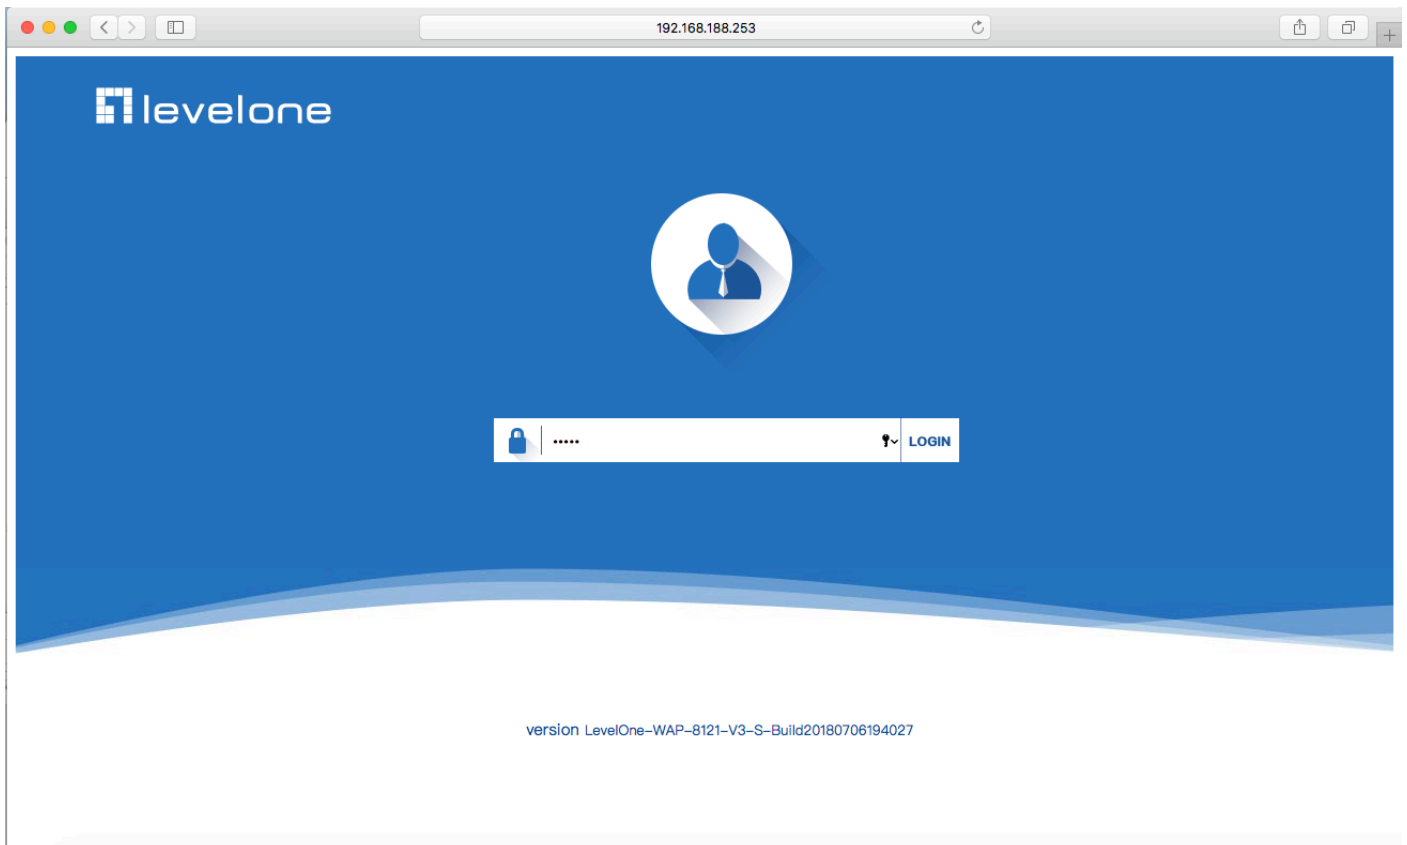 192.168.188.253
levelone
•••••
LOGIN
version LevelOne-WAP-8121-V3-S-Build20180706194027